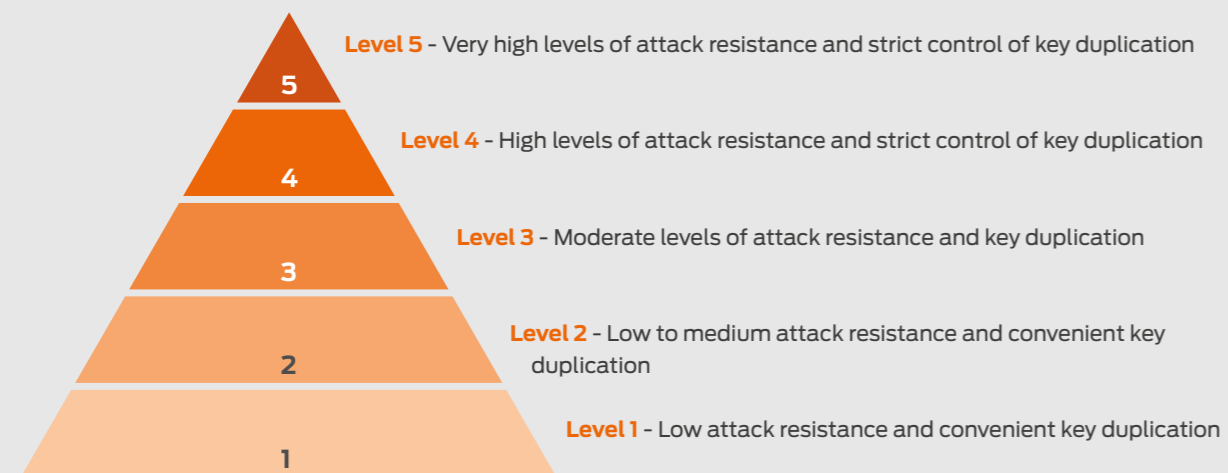 Level 5 - Very high levels of attack resistance and strict control of key duplication
5
Level 4 - High levels of attack resistance and strict control of key duplication
4
Level 3 - Moderate levels of attack resistance and key duplication
3
Level 2 - Low to medium attack resistance and convenient key
duplication
2
Level 1 - Low attack resistance and convenient key duplication
1